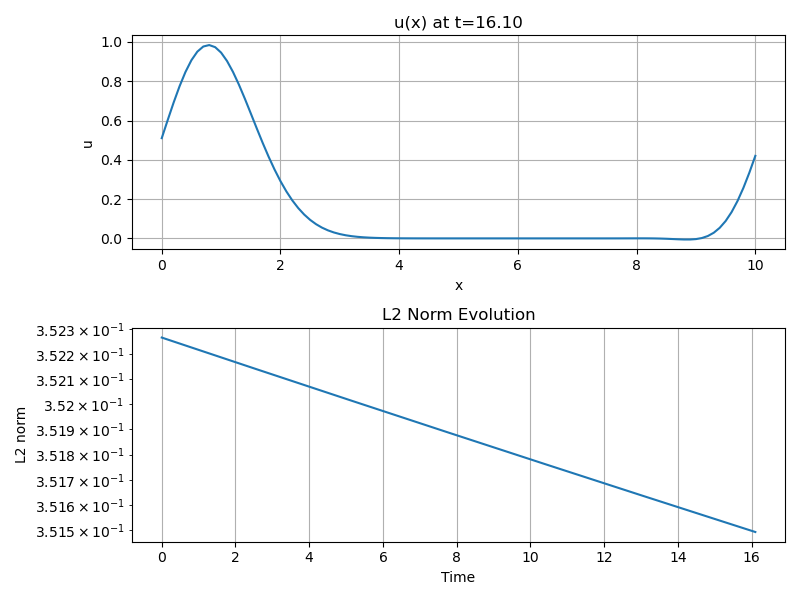 u(x) at t=16.10
1.0
0.8
0.6
0.4
0.2
0.0
u
0 2 4 6 8 10
x
L2 Norm Evolution
3.523 × 10⁻¹
3.522 × 10⁻¹
3.521 × 10⁻¹
3.52 × 10⁻¹
3.519 × 10⁻¹
3.518 × 10⁻¹
3.517 × 10⁻¹
3.516 × 10⁻¹
3.515 × 10⁻¹
L2 norm
0 2 4 6 8 10 12 14 16
Time